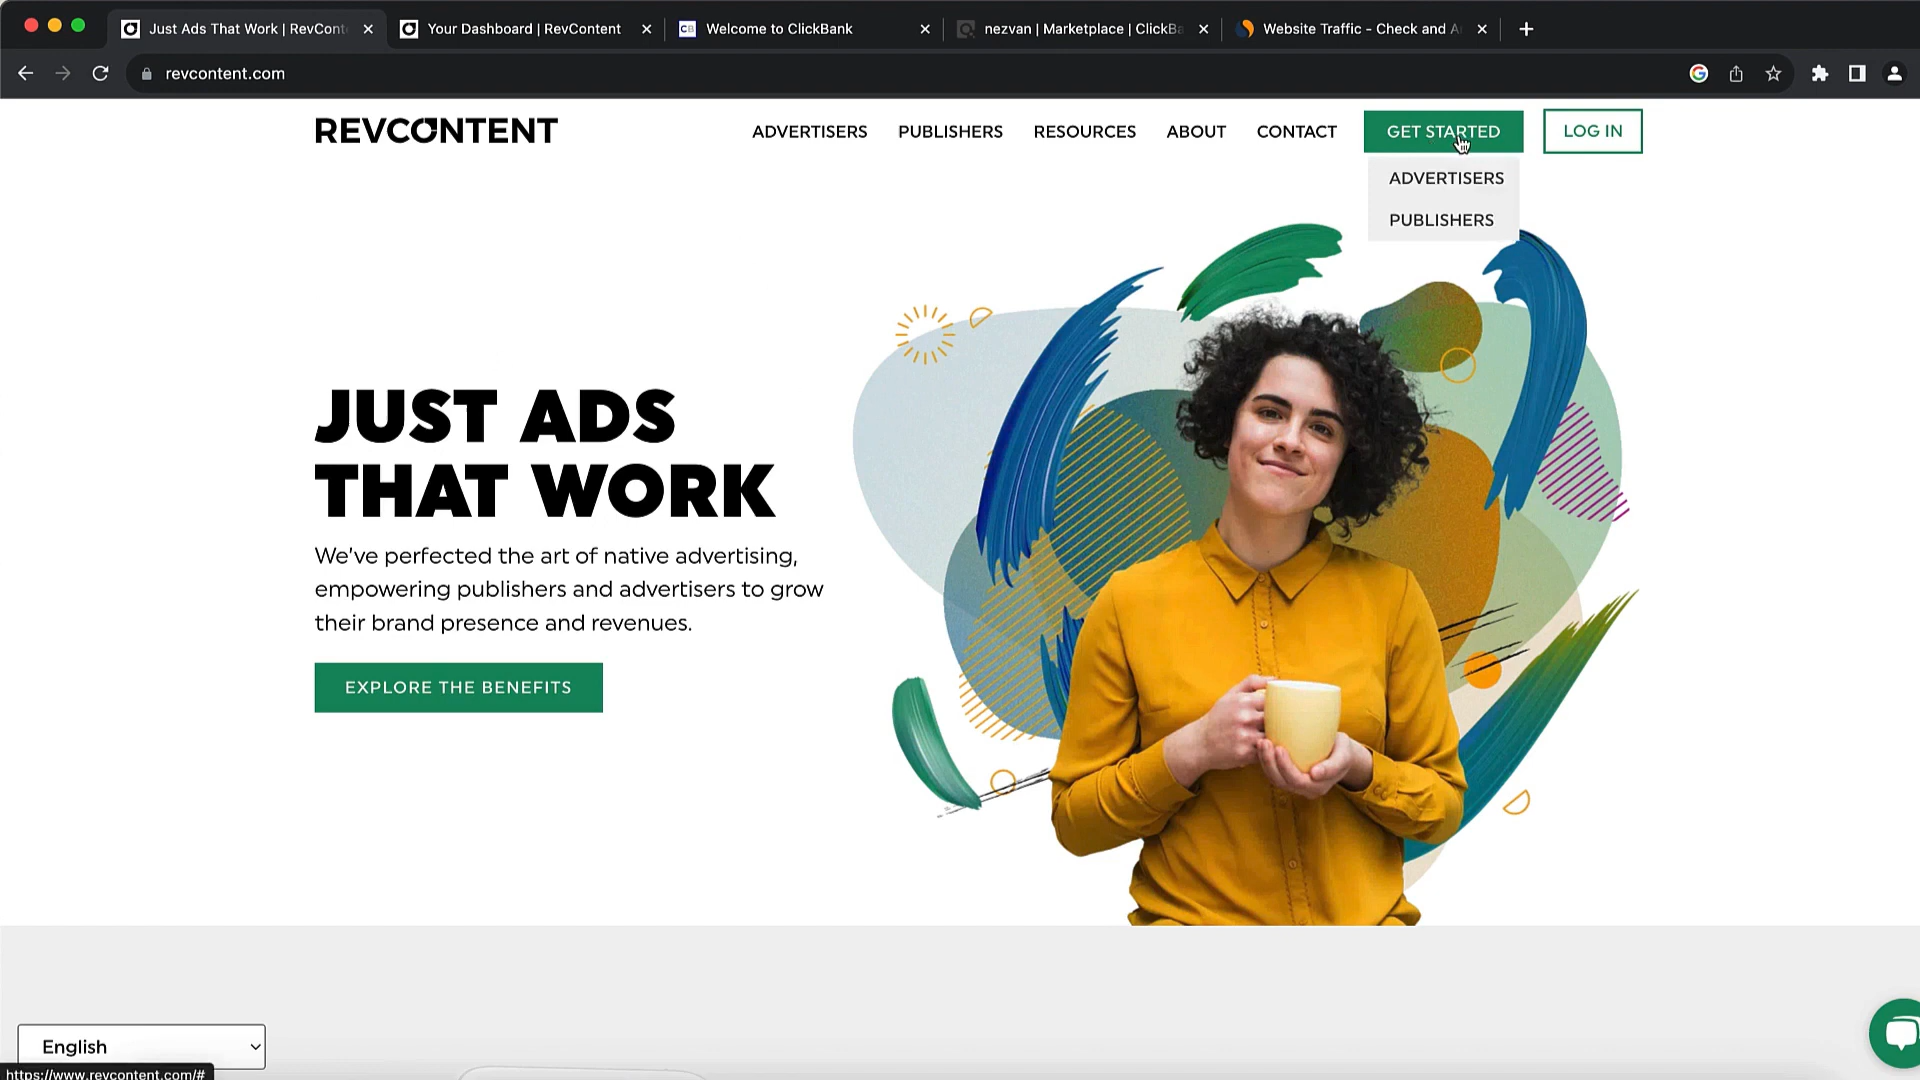 Just Ads That Work | RevCont
Your Dashboard | RevContent
CB
Welcome to ClickBank
nezvan | Marketplace | ClickBa
Website Traffic - Check and A
revcontent.com
REVCONTENT
ADVERTISERS
PUBLISHERS
RESOURCES
ABOUT
CONTACT
GET STARTED
LOG IN
ADVERTISERS
PUBLISHERS
JUST ADS
THAT WORK
We've perfected the art of native advertising,
empowering publishers and advertisers to grow
their brand presence and revenues.
EXPLORE THE BENEFITS
English
https://www.revcontent.com/#